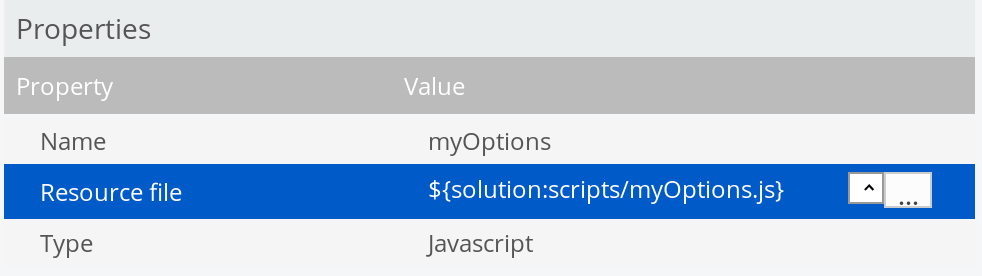 Properties
Property Value
Name myOptions
Resource file ${solution:scripts/myOptions.js} ^ ...
Type Javascript